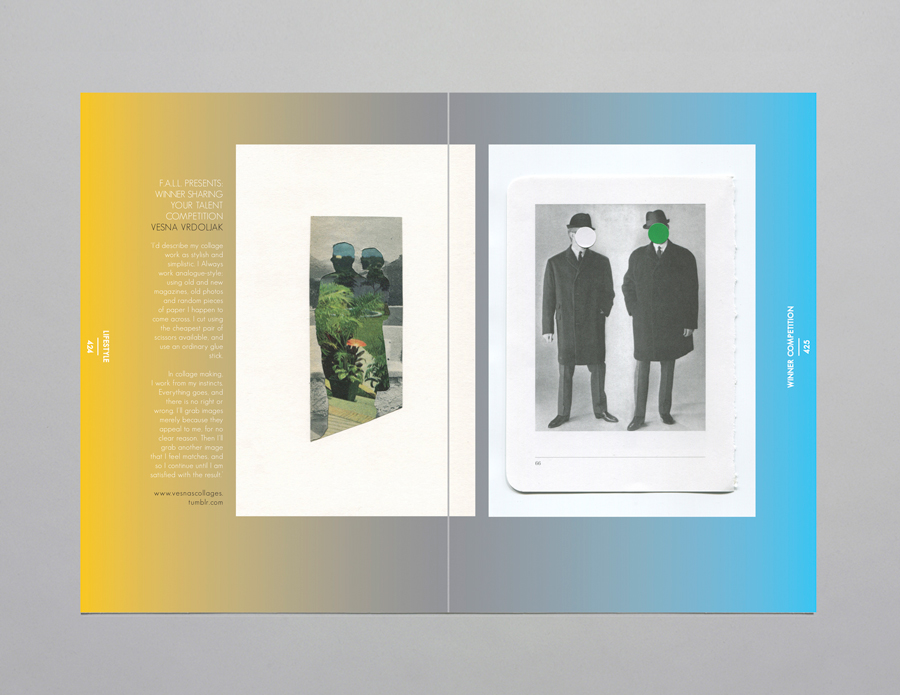 F.A.L.L. PRESENTS:
WINNER SHARING
YOUR TALENT
COMPETITION
VESNA VRDOLJAK
'I'd describe my collage
work as stylish and
simplistic. I Always
work analogue-style,
using old and new
magazines, old photos
and random pieces
of paper I happen to
come across. I cut using
the cheapest pair of
scissors available, and
use an ordinary glue
stick.
In collage making,
I work from my instincts.
Everything goes, and
there is no right or
wrong. I'll grab images
merely because they
appeal to me, for no
clear reason. Then I'll
grab another image
that I feel matches, and
so I continue until I am
satisfied with the result.'
www.vesnascollages.
tumblr.com
LIFESTYLE
424
66
WINNER COMPETITION
425